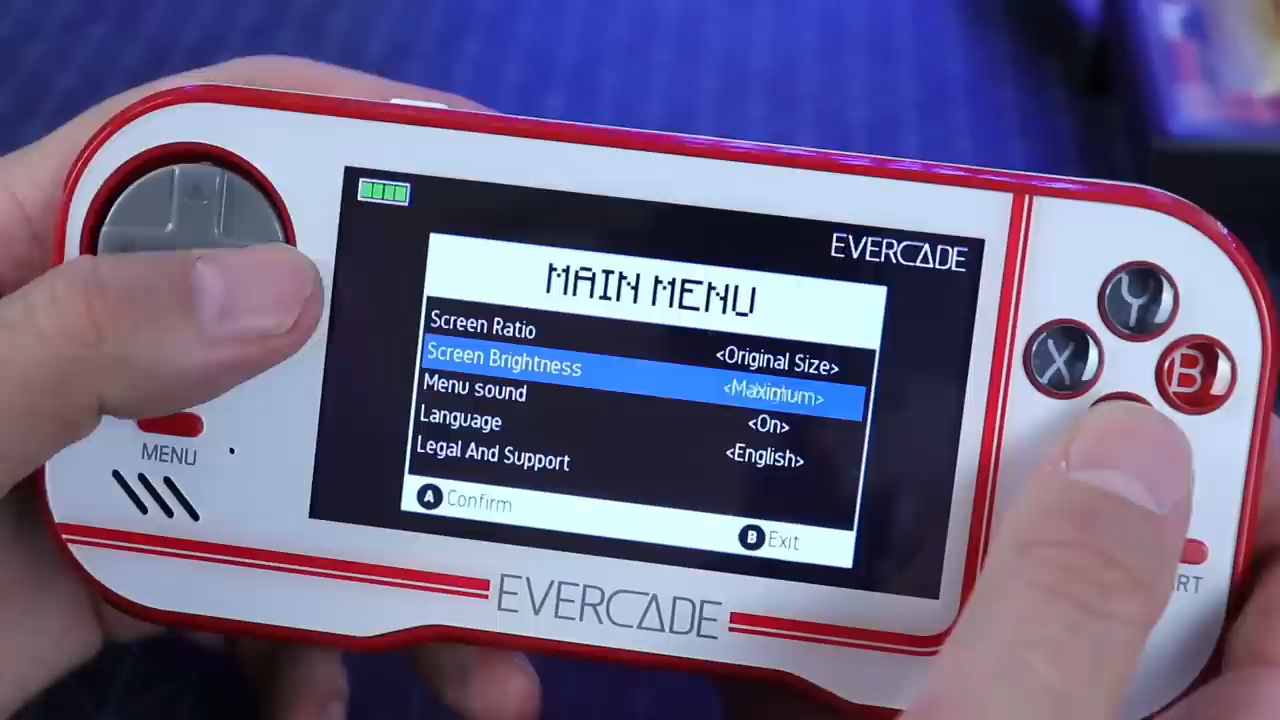 EVERCADE
MAIN MENU
Screen Ratio <Original Size>
Screen Brightness <Maximum>
Menu sound <On>
Language <English>
Legal And Support
A Confirm
B Exit
Y
X
B
MENU
RT
EVERCADE